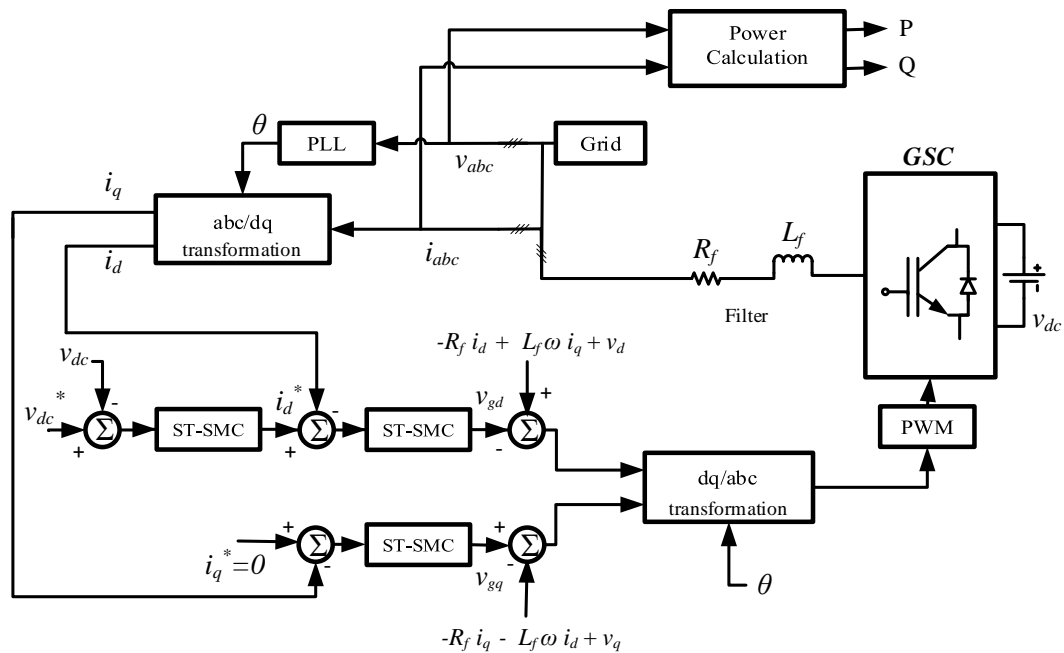 Power
Calculation
P
Q
θ
PLL
v_abc
Grid
GSC
i_q
abc/dq
transformation
i_d
i_abc
R_f
L_f
Filter
v_dc
+
-
-R_f i_d + L_f ω i_q + v_d
v_dc
v_dc*
-
+
Σ
ST-SMC
i_d*
-
+
Σ
ST-SMC
v_gd
+
-
Σ
PWM
dq/abc
transformation
θ
i_q*=0
+
-
Σ
ST-SMC
v_gq
+
-
Σ
-R_f i_q - L_f ω i_d + v_q